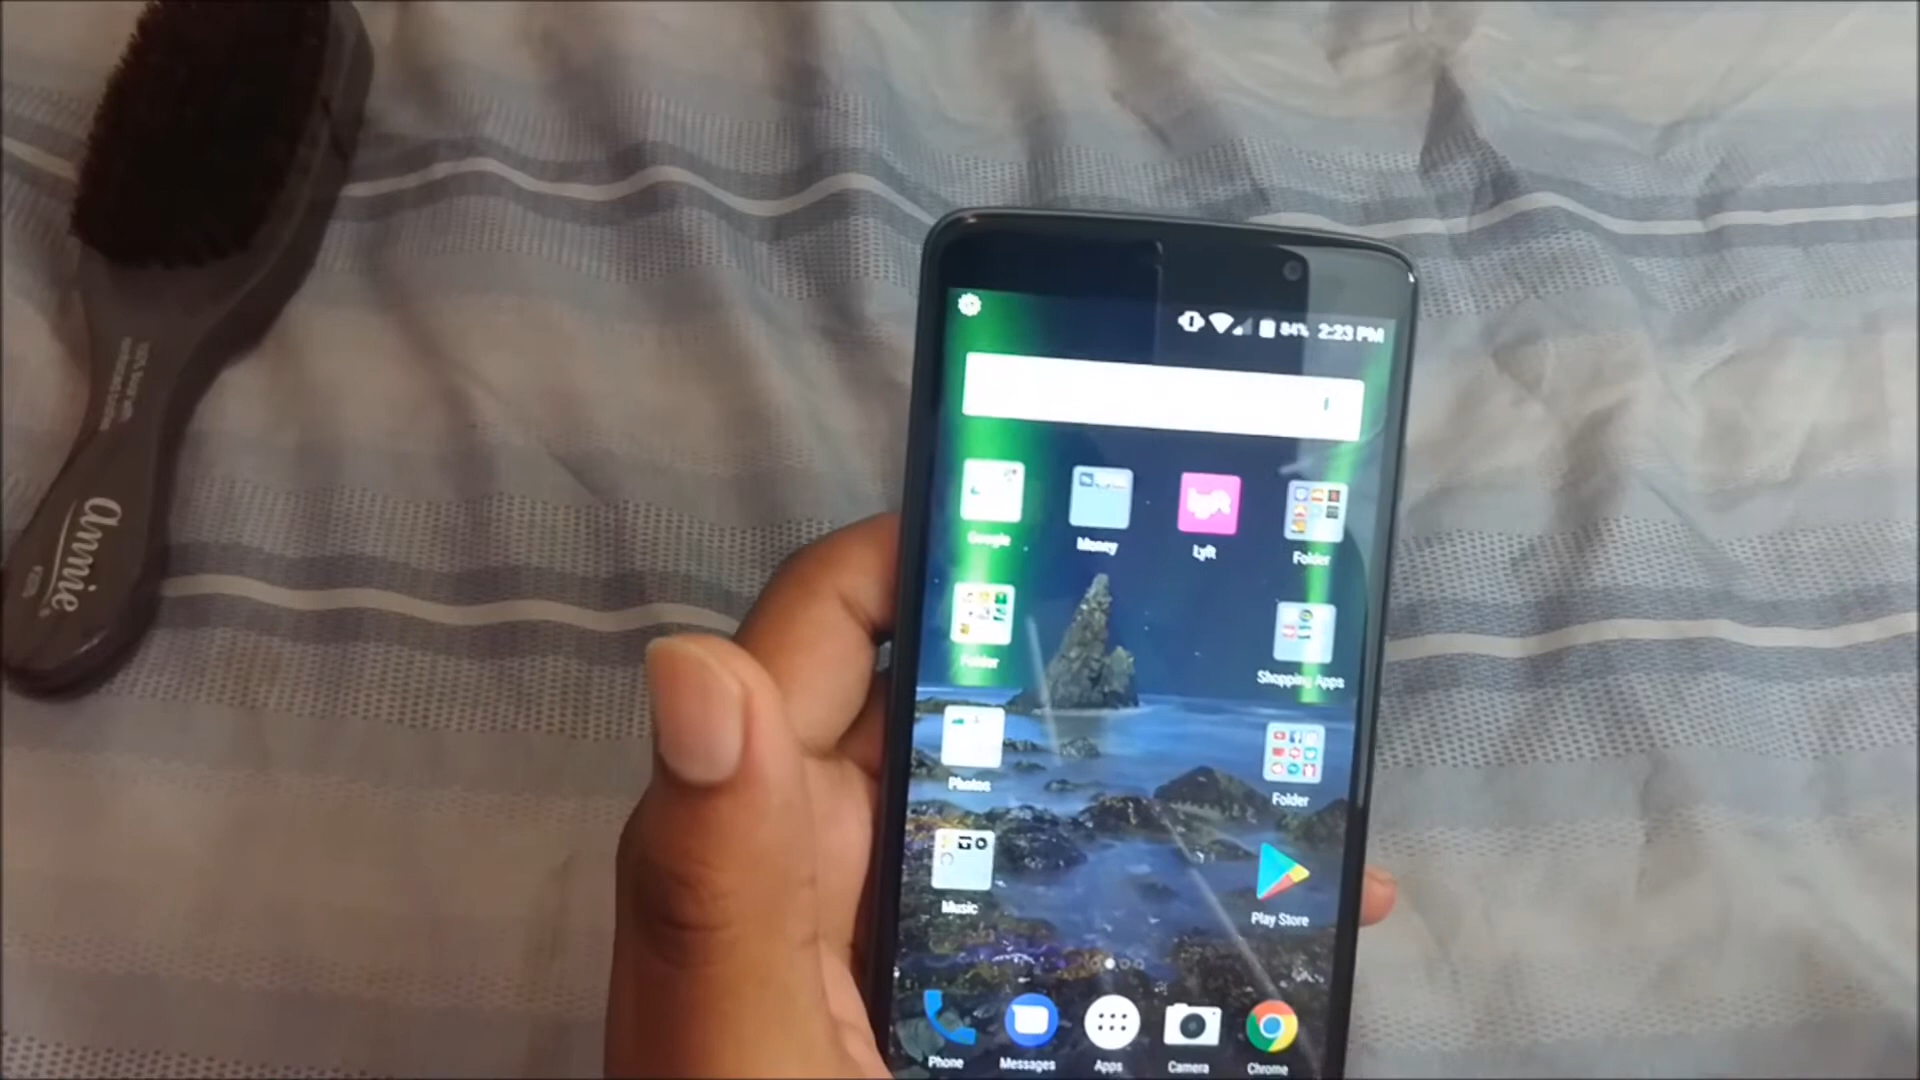 84% 2:23 PM
Google
Money
lyft
Lyft
Folder
Folder
Shopping Apps
Photos
Folder
Music
Play Store
Phone
Messages
Apps
Camera
Chrome
annie